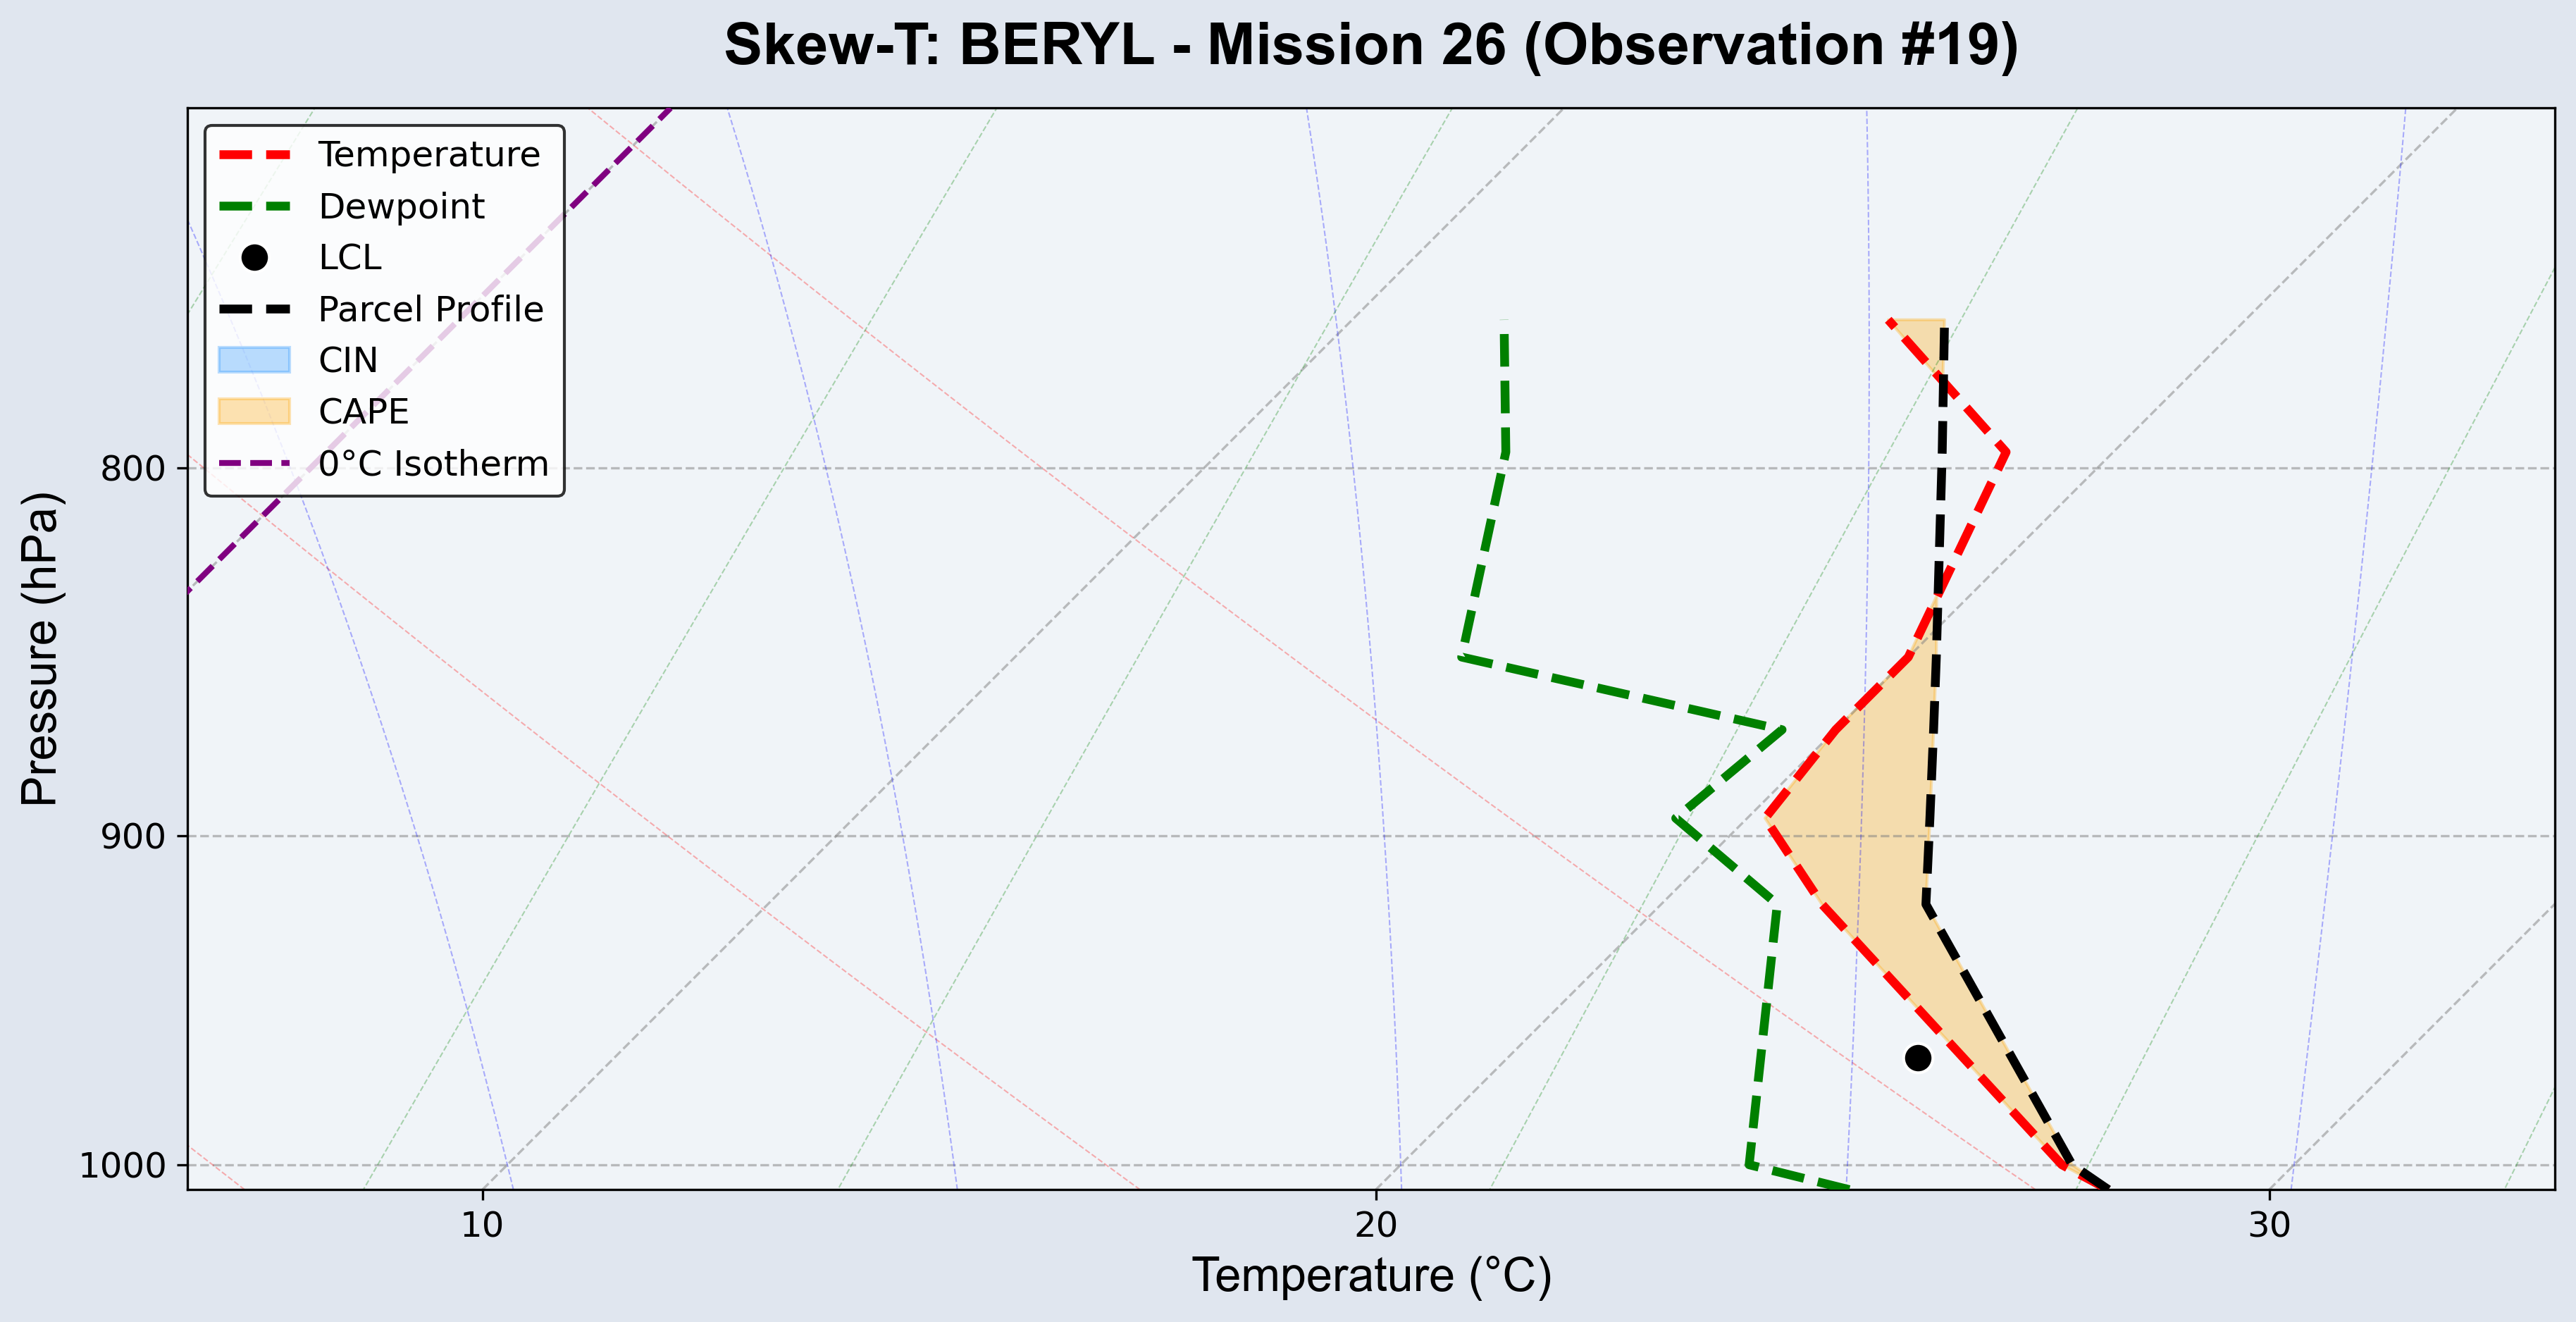 Skew-T: BERYL - Mission 26 (Observation #19)
Temperature
Dewpoint
LCL
Parcel Profile
CIN
CAPE
0°C Isotherm
Pressure (hPa)
800
900
1000
10
20
30
Temperature (°C)